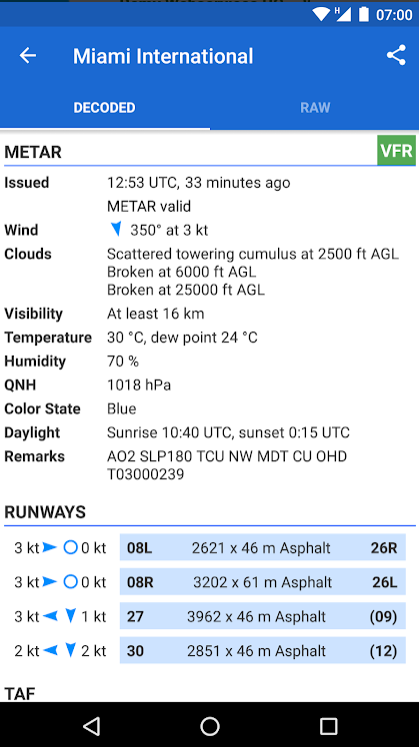 H 07:00
Miami International
DECODED RAW
METAR VFR
Issued 12:53 UTC, 33 minutes ago
METAR valid
Wind 350° at 3 kt
Clouds Scattered towering cumulus at 2500 ft AGL
Broken at 6000 ft AGL
Broken at 25000 ft AGL
Visibility At least 16 km
Temperature 30 °C, dew point 24 °C
Humidity 70 %
QNH 1018 hPa
Color State Blue
Daylight Sunrise 10:40 UTC, sunset 0:15 UTC
Remarks AO2 SLP180 TCU NW MDT CU OHD
T03000239
RUNWAYS
3 kt 0 kt 08L 2621 x 46 m Asphalt 26R
3 kt 0 kt 08R 3202 x 61 m Asphalt 26L
3 kt 1 kt 27 3962 x 46 m Asphalt (09)
2 kt 2 kt 30 2851 x 46 m Asphalt (12)
TAF